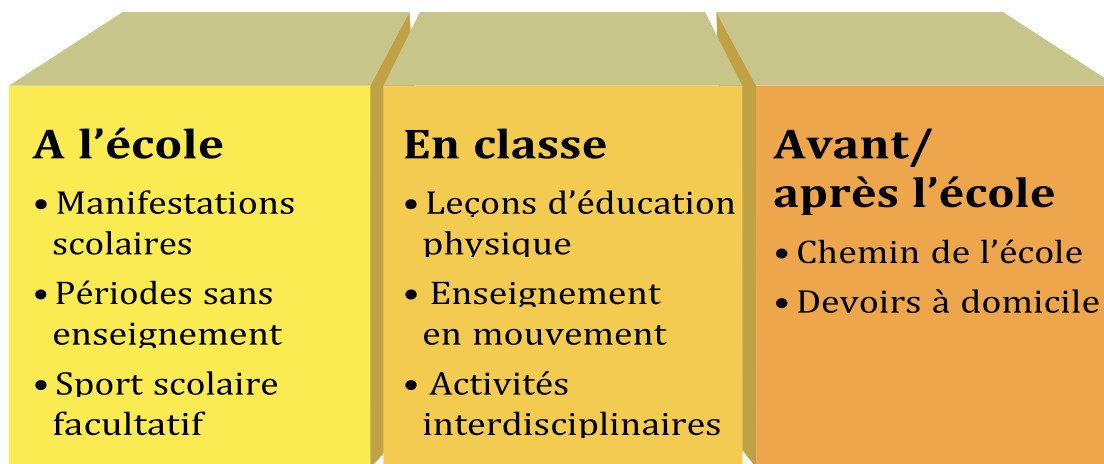 A l’école
• Manifestations
scolaires
• Périodes sans
enseignement
• Sport scolaire
facultatif
En classe
• Leçons d’éducation
physique
• Enseignement
en mouvement
• Activités
interdisciplinaires
Avant/
après l’école
• Chemin de l’école
• Devoirs à domicile